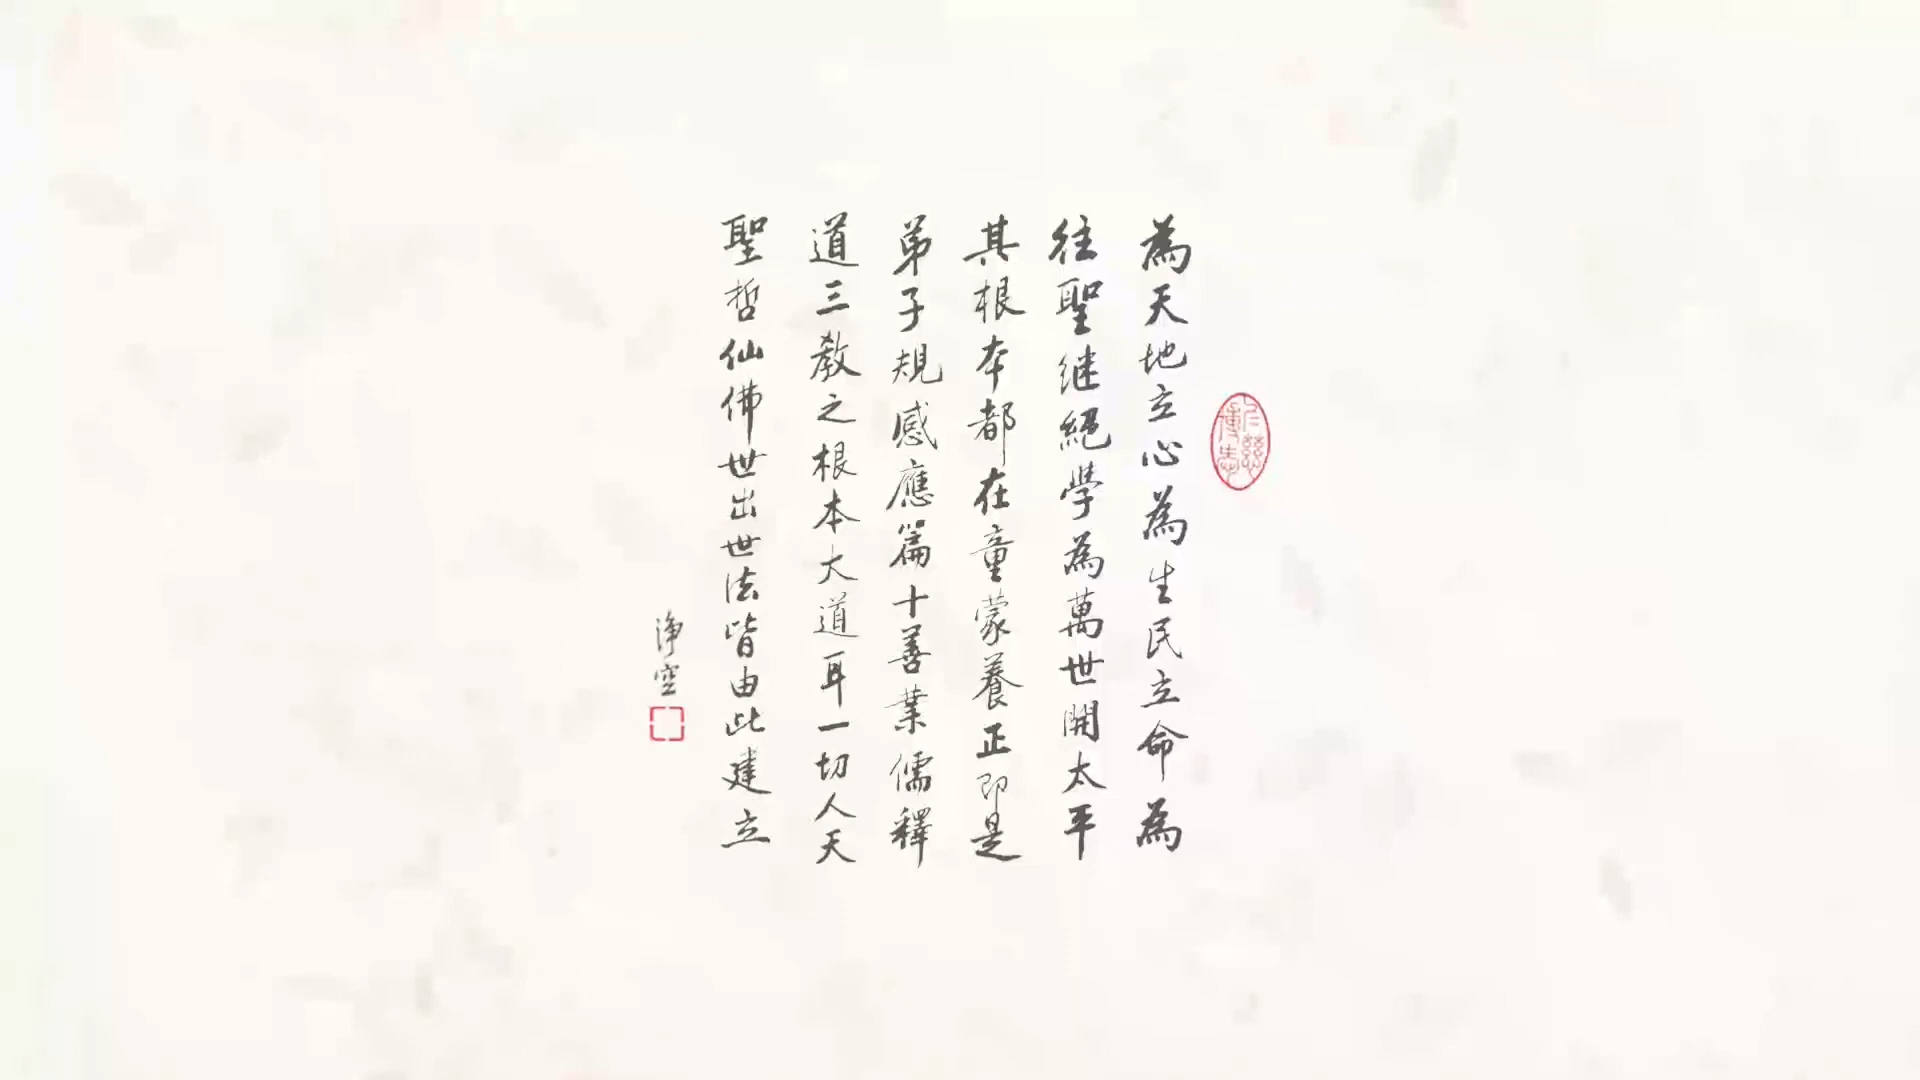 為天地立心為生民立命為
往聖継絕學為萬世開太平
其根本都在童蒙養正即是
弟子規感應篇十善業儒釋
道三教之根本大道耳一切人天
聖哲仙佛世出世法皆由此建立
淨空